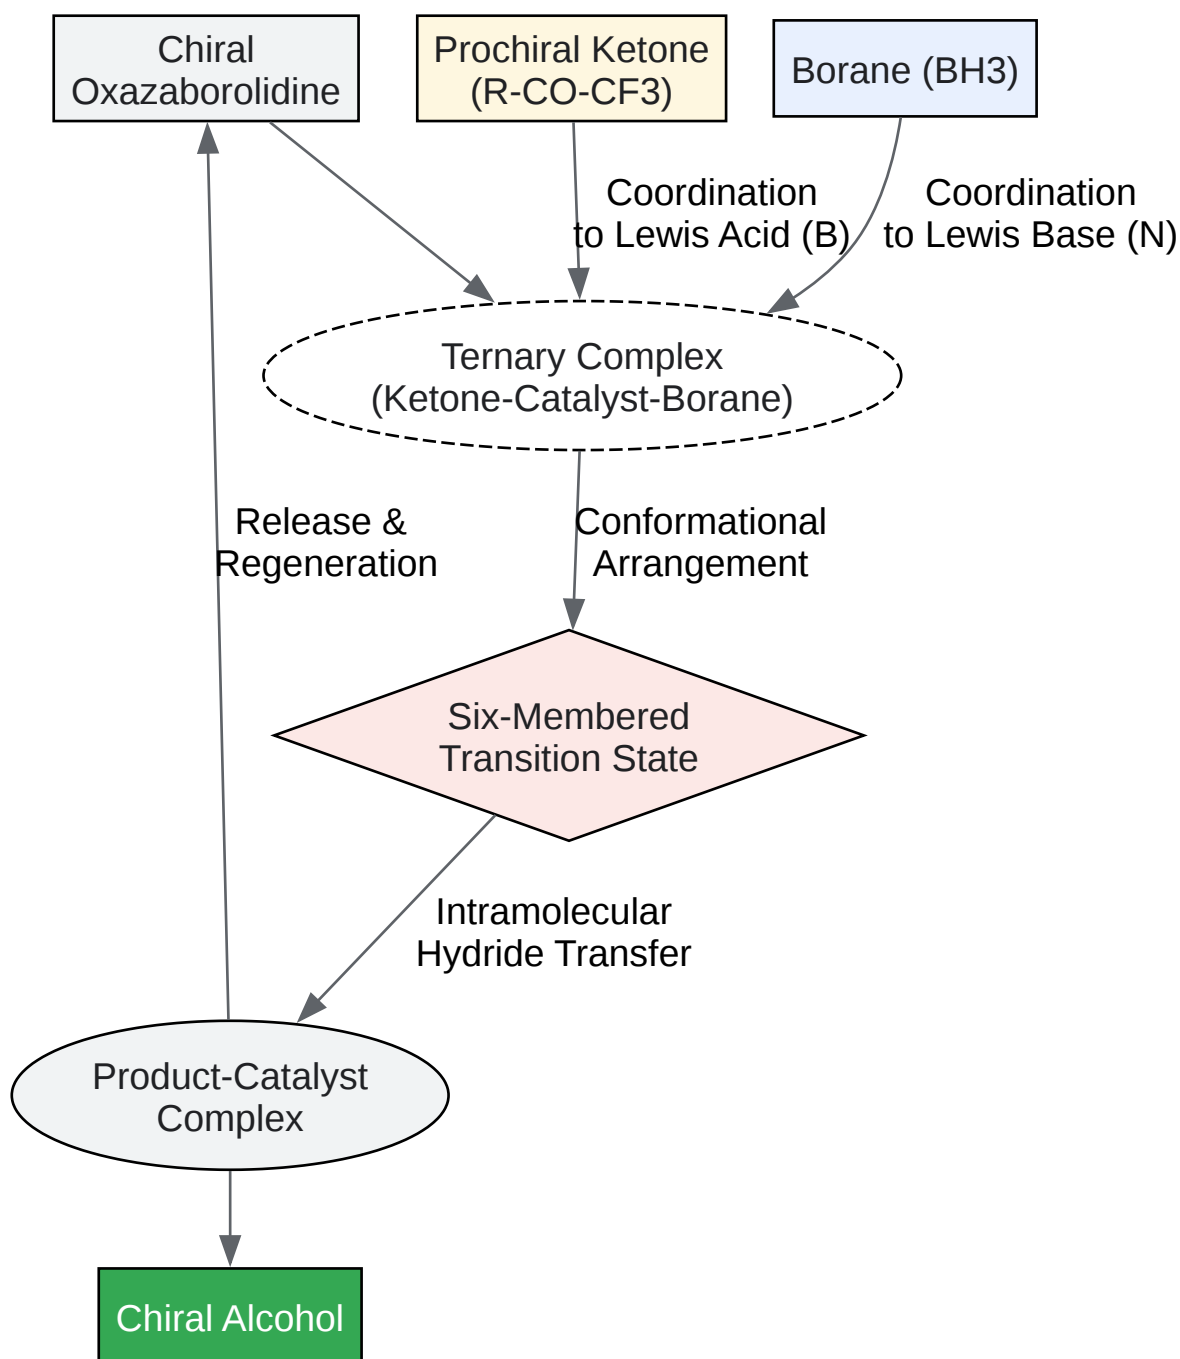 Chiral
Oxazaborolidine
Prochiral Ketone
(R-CO-CF3)
Borane (BH3)
Coordination
to Lewis Acid (B)
Coordination
to Lewis Base (N)
Ternary Complex
(Ketone-Catalyst-Borane)
Release &
Regeneration
Conformational
Arrangement
Six-Membered
Transition State
Intramolecular
Hydride Transfer
Product-Catalyst
Complex
Chiral Alcohol